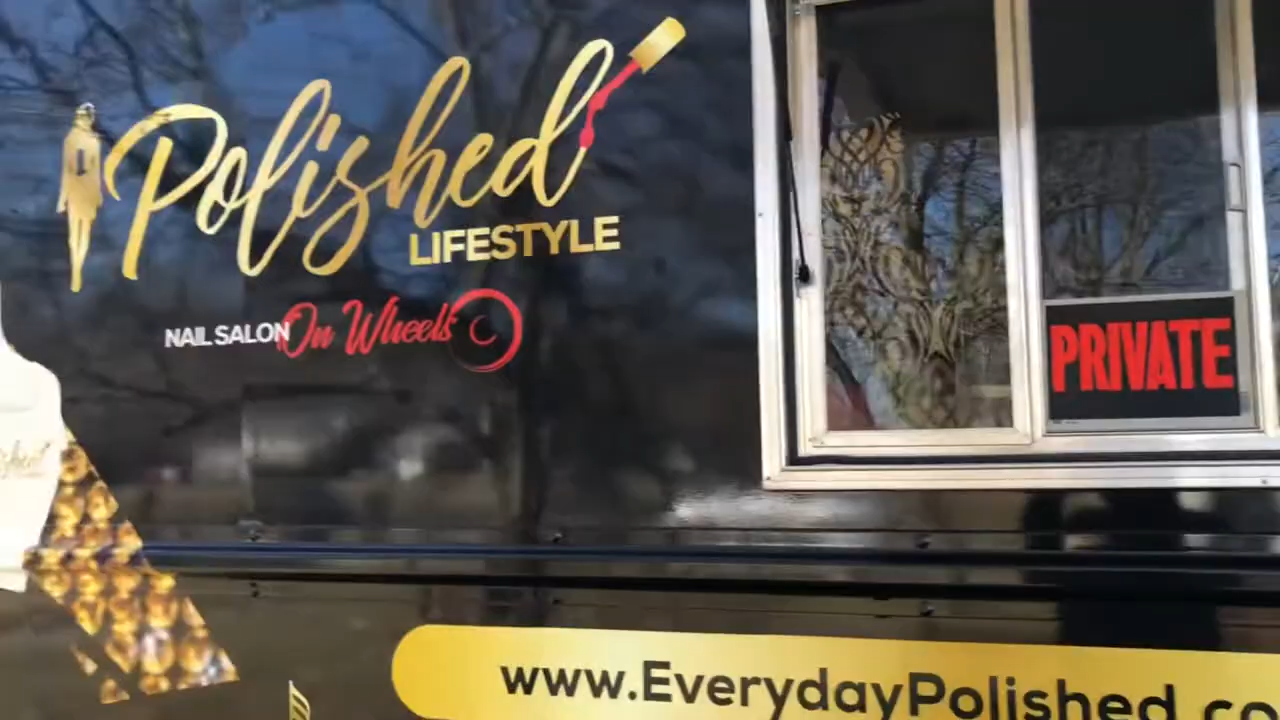 Polished
LIFESTYLE
NAIL SALON On Wheels
PRIVATE
www.EverydayPolished.co